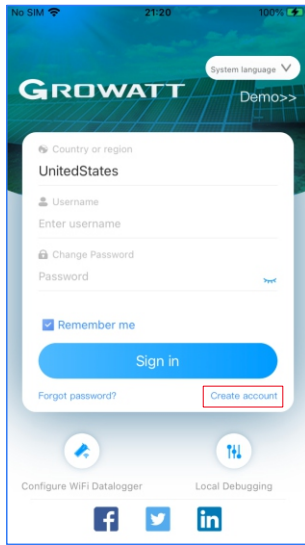 No SIM 21:20 100%
System language
GROWATT
Demo>>
Country or region
UnitedStates
Username
Enter username
Change Password
Password
Remember me
Sign in
Forgot password? Create account
Configure WiFi Datalogger Local Debugging
f in